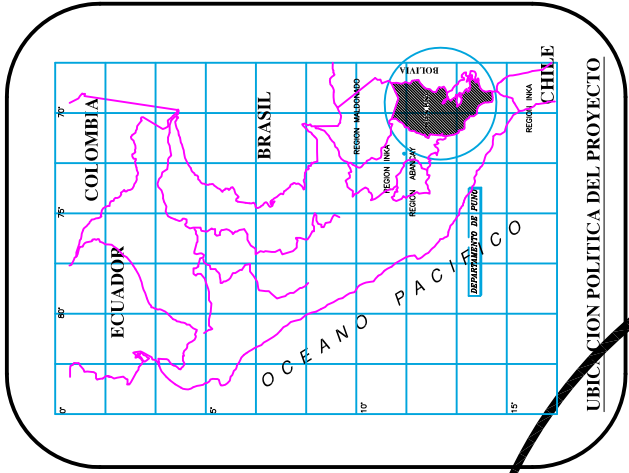 COLOMBIA
ECUADOR
BRASIL
BOLIVIA
CHILE
REGION MALDONADO
REGION INKA
REGION ABANCAY
REGION INKA
DEPARTAMENTO DE PUNO
OCEANO PACIFICO
70°
75°
80°
0°
5°
10°
15°
UBICACION POLITICA DEL PROYECTO